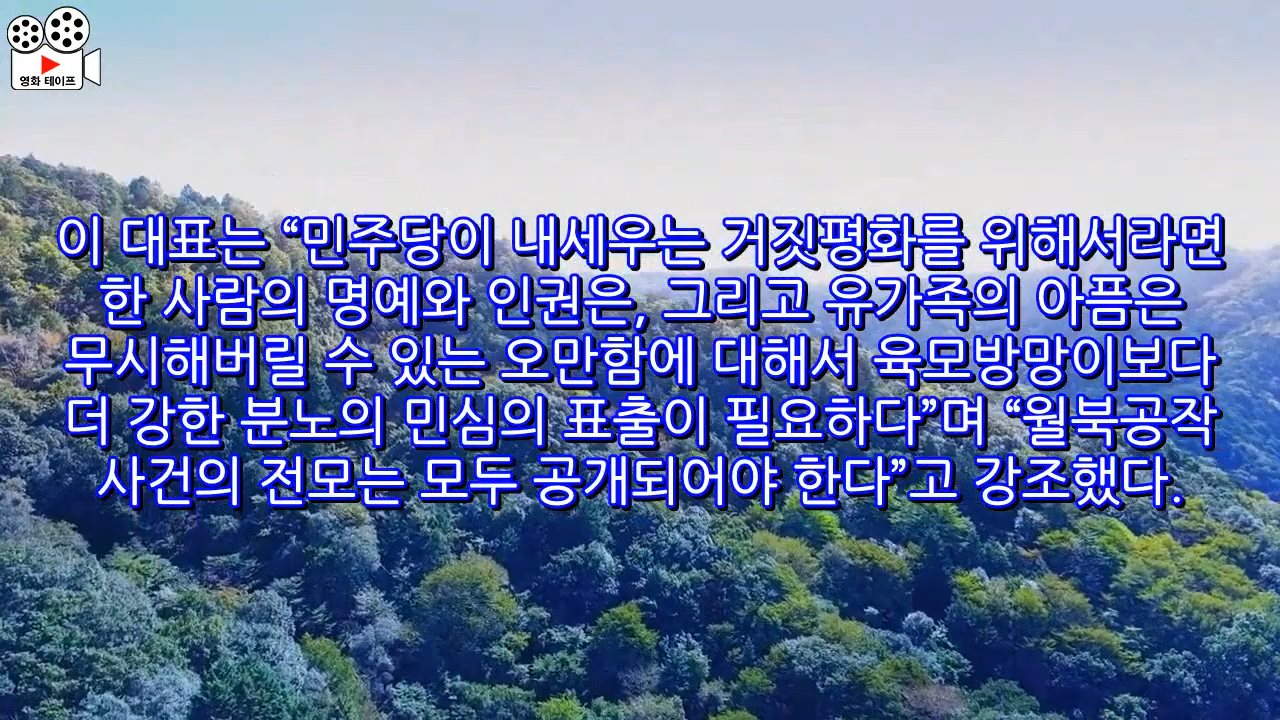 영화 테이프
이 대표는 “민주당이 내세우는 거짓평화를 위해서라면
한 사람의 명예와 인권은, 그리고 유가족의 아픔은
무시해버릴 수 있는 오만함에 대해서 육모방망이보다
더 강한 분노의 민심의 표출이 필요하다”며 “월북공작
사건의 전모는 모두 공개되어야 한다”고 강조했다.